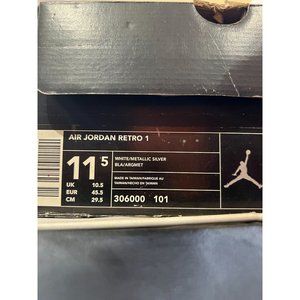 AIR JORDAN RETRO 1
11.5
WHITE/METALLIC SILVER
BLA/ARGMET
UK 10.5
EUR 45.5
CM 29.5
MADE IN TAIWAN/FABRIQUE AU
TAIWAN/HECHO EN TAIWAN
306000 101